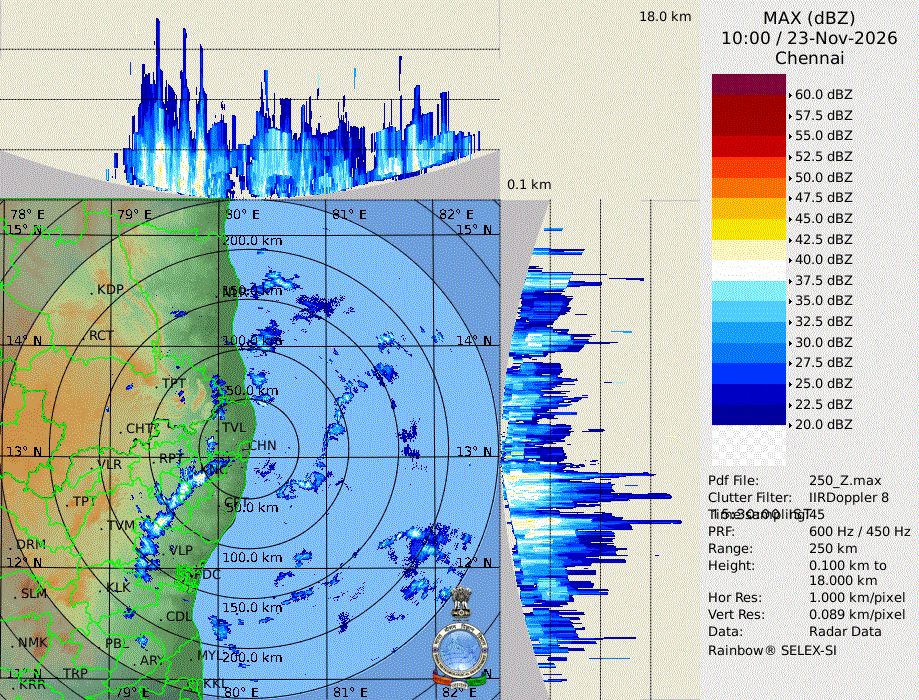 18.0 km
0.1 km
MAX (dBZ)
10:00 / 23-Nov-2026
Chennai
60.0 dBZ
57.5 dBZ
55.0 dBZ
52.5 dBZ
50.0 dBZ
47.5 dBZ
45.0 dBZ
42.5 dBZ
40.0 dBZ
37.5 dBZ
35.0 dBZ
32.5 dBZ
30.0 dBZ
27.5 dBZ
25.0 dBZ
22.5 dBZ
20.0 dBZ
Pdf File: 250_Z.max
Clutter Filter: IIRDoppler 8
PRF: 600 Hz / 450 Hz
Range: 250 km
Height: 0.100 km to
18.000 km
Hor Res: 1.000 km/pixel
Vert Res: 0.089 km/pixel
Data: Radar Data
Rainbow® SELEX-SI
78° E 79° E 80° E 81° E 82° E
15° N 15° N
200.0 km
KDP
150.0 km
RCT
14° N 100.0 km 14° N
TPT
50.0 km
CHT TVL
CHN
13° N 13° N
VLR RPT KNC
TPT
50.0 km
TVM
DRM VLP 100.0 km
12° N 12° N
PDC
SLM KLK
150.0 km
CDL
NMK PBL
ARY MYL 200.0 km
TRP
KRR KKL
79° E 80° E 81° E 82° E